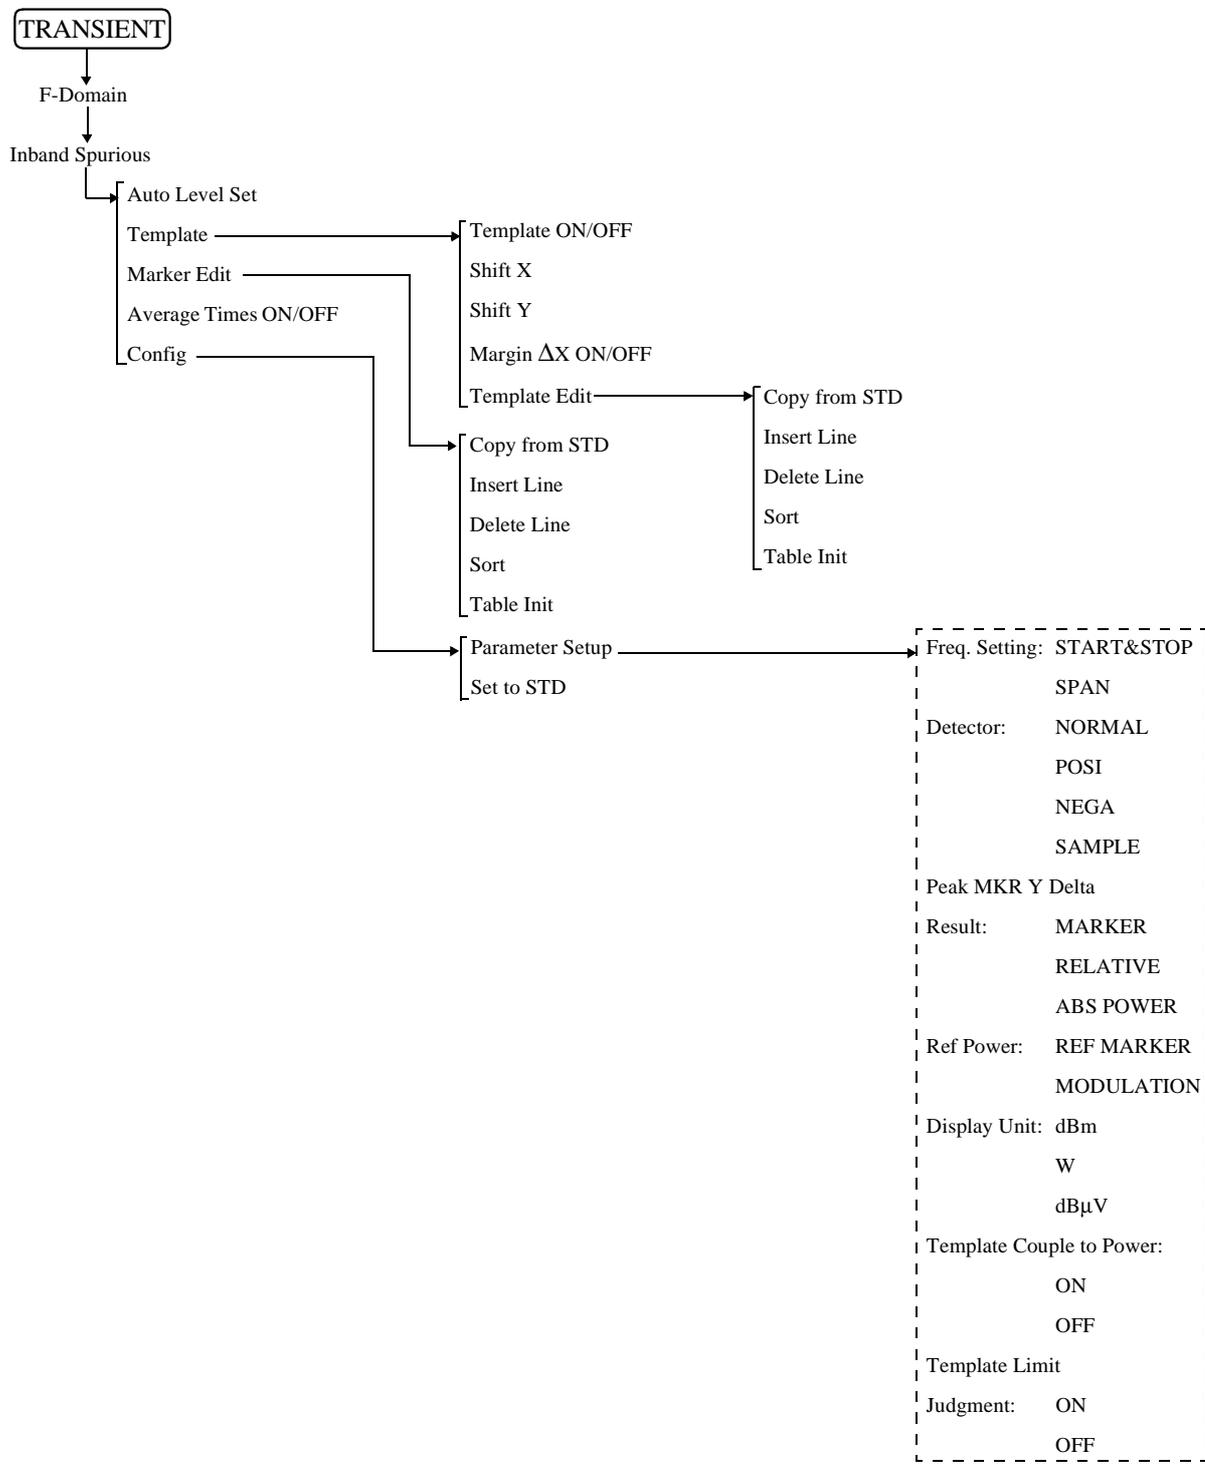 TRANSIENT
F-Domain
Inband Spurious
Auto Level Set
Template
Marker Edit
Average Times ON/OFF
Config
Template ON/OFF
Shift X
Shift Y
Margin ΔX ON/OFF
Template Edit
Copy from STD
Insert Line
Delete Line
Sort
Table Init
Copy from STD
Insert Line
Delete Line
Sort
Table Init
Parameter Setup
Set to STD
Freq. Setting: START&STOP
SPAN
Detector: NORMAL
POSI
NEGA
SAMPLE
Peak MKR Y Delta
Result: MARKER
RELATIVE
ABS POWER
Ref Power: REF MARKER
MODULATION
Display Unit: dBm
W
dBμV
Template Couple to Power:
ON
OFF
Template Limit
Judgment: ON
OFF